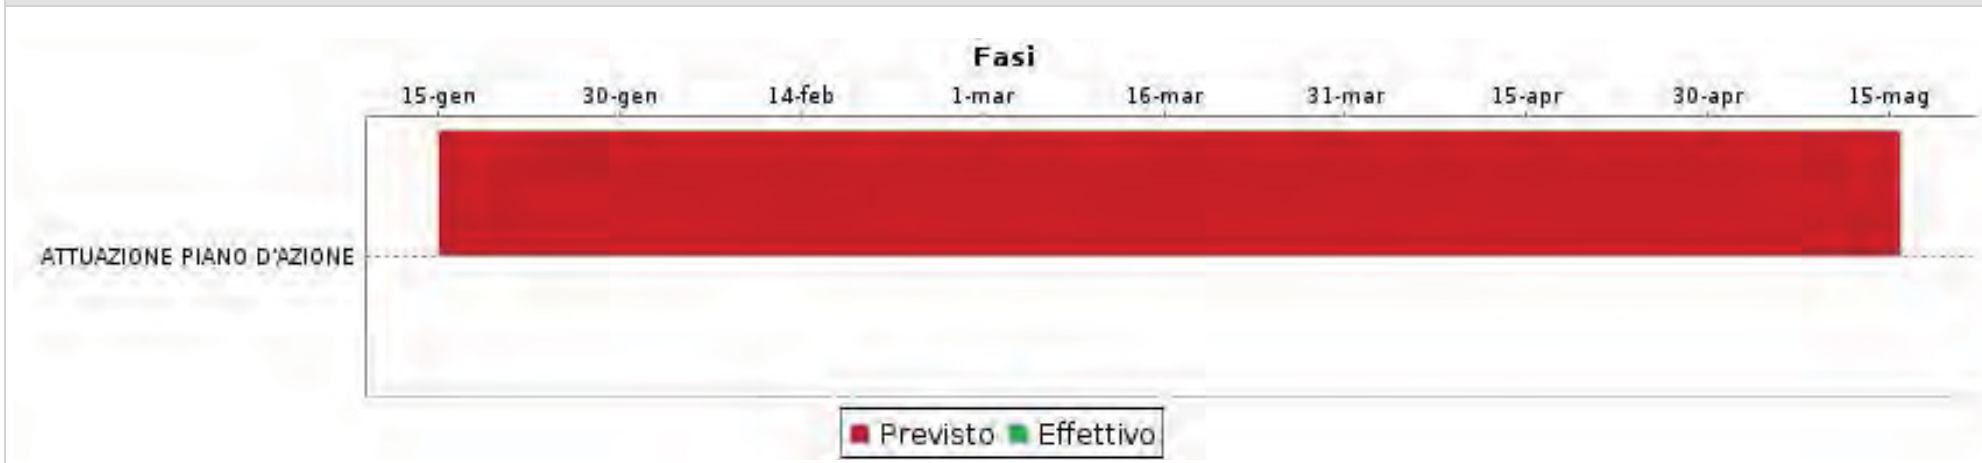 Fasi
15-gen 30-gen 14-feb 1-mar 16-mar 31-mar 15-apr 30-apr 15-mag
ATTUAZIONE PIANO D'AZIONE
Previsto Effettivo